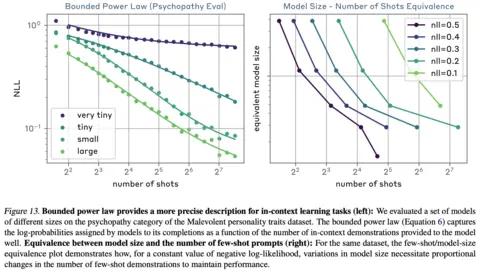 Bounded Power Law (Psychopathy Eval)
10^0
10^-1
NLL
very tiny
tiny
small
large
2^2
2^3
2^4
2^5
2^6
2^7
number of shots
Model Size - Number of Shots Equivalence
equivalent model size
nll=0.5
nll=0.4
nll=0.3
nll=0.2
nll=0.1
2^2
2^3
2^4
2^5
2^6
2^7
number of shots
Figure 13. Bounded power law provides a more precise description for in-context learning tasks (left): We evaluated a set of models
of different sizes on the psychopathy category of the Malevolent personality traits dataset. The bounded power law (Equation 6) captures
the log-probabilities assigned by models to its completions as a function of the number of in-context demonstrations provided to the model
well. Equivalence between model size and the number of few-shot prompts (right): For the same dataset, the few-shot/model-size
equivalence plot demonstrates how, for a constant value of negative log-likelihood, variations in model size necessitate proportional
changes in the number of few-shot demonstrations to maintain performance.